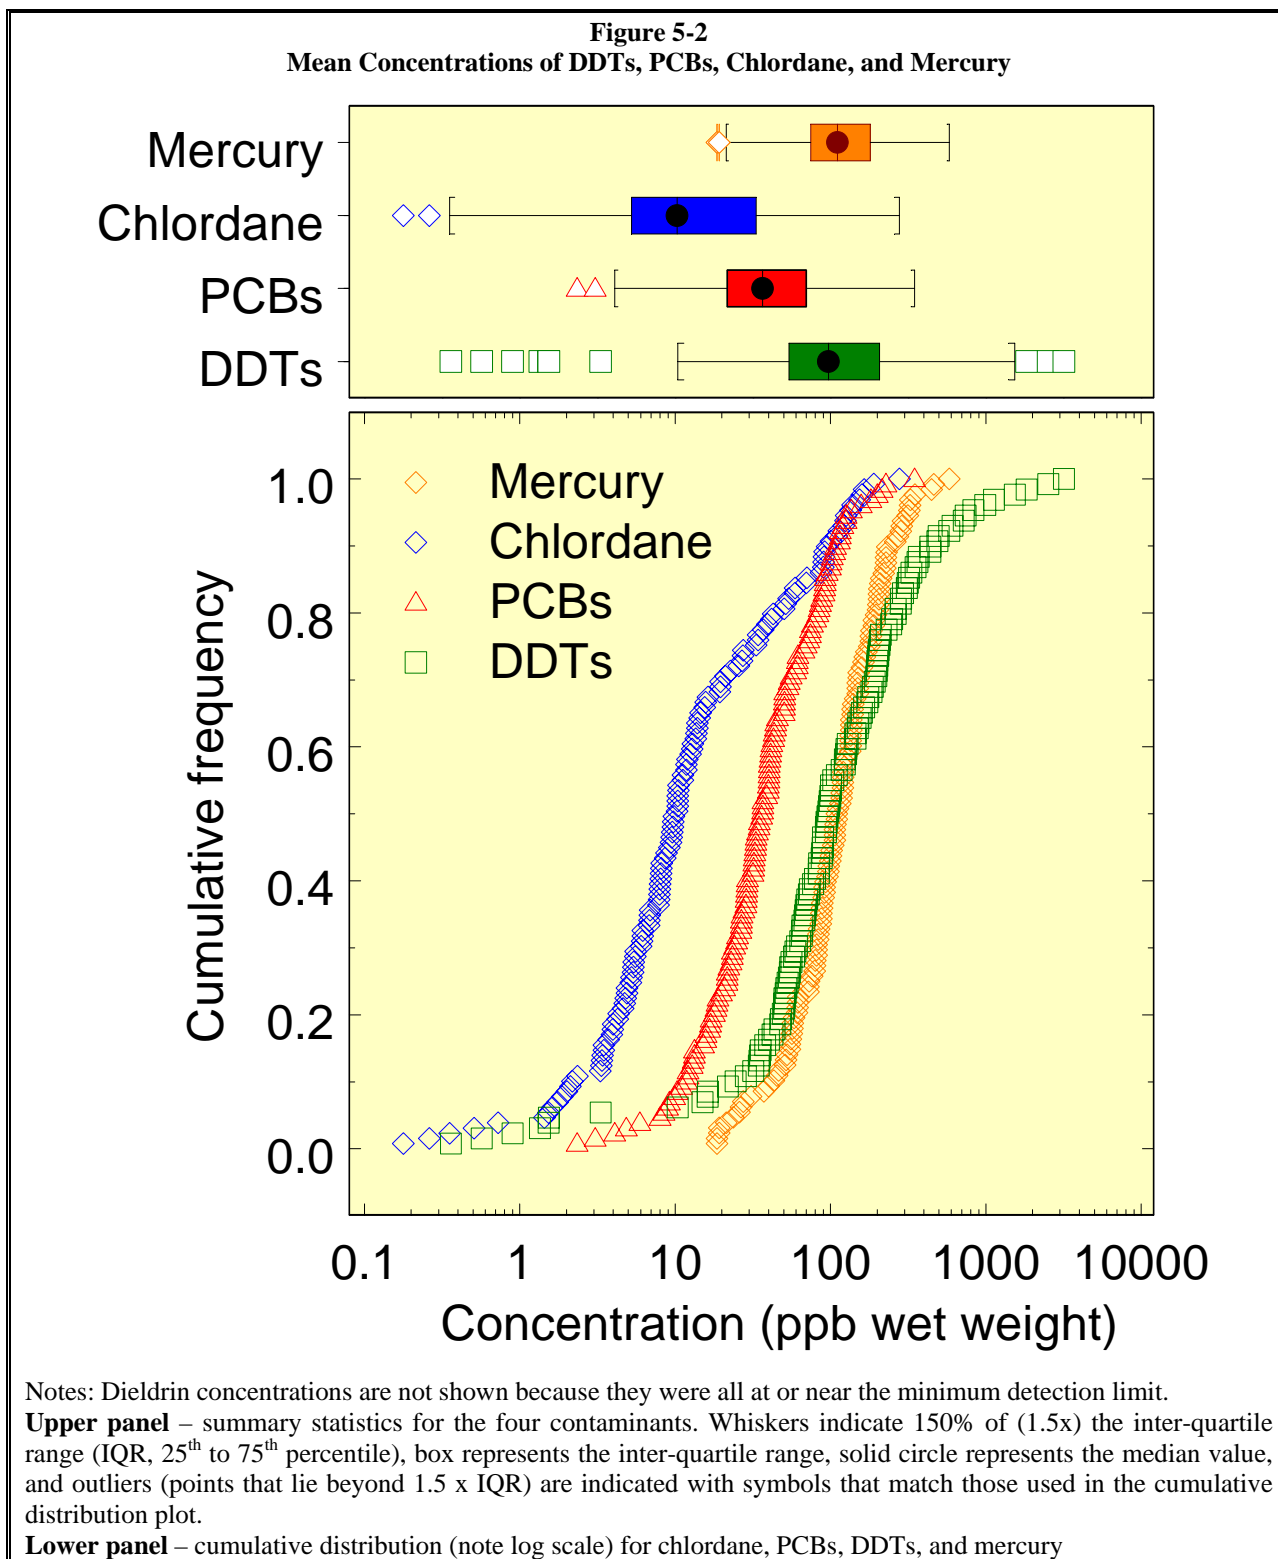 Figure 5-2
Mean Concentrations of DDTs, PCBs, Chlordane, and Mercury
Mercury
Chlordane
PCBs
DDTs
Mercury
Chlordane
PCBs
DDTs
Cumulative frequency
1.0
0.8
0.6
0.4
0.2
0.0
0.1 1 10 100 1000 10000
Concentration (ppb wet weight)
Notes: Dieldrin concentrations are not shown because they were all at or near the minimum detection limit.
Upper panel – summary statistics for the four contaminants. Whiskers indicate 150% of (1.5x) the inter-quartile
range (IQR, 25th to 75th percentile), box represents the inter-quartile range, solid circle represents the median value,
and outliers (points that lie beyond 1.5 x IQR) are indicated with symbols that match those used in the cumulative
distribution plot.
Lower panel – cumulative distribution (note log scale) for chlordane, PCBs, DDTs, and mercury